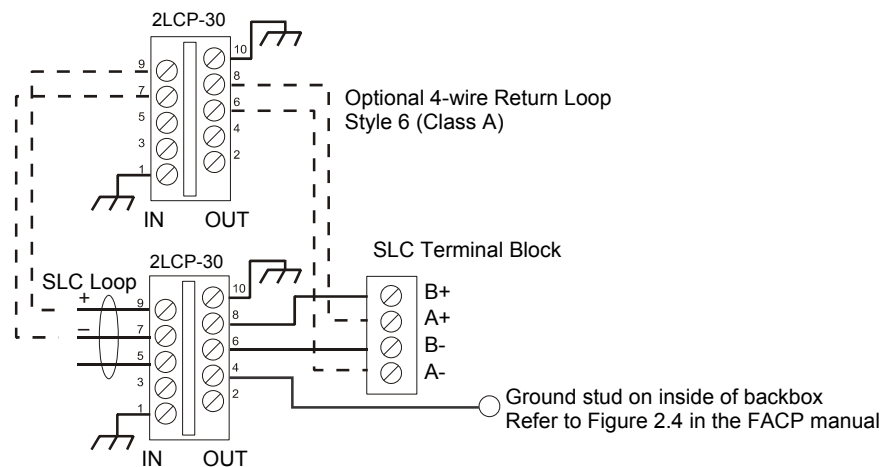 2LCP-30
10
9
8
7
6
5
4
3
2
1
IN OUT
Optional 4-wire Return Loop
Style 6 (Class A)
SLC Terminal Block
B+
A+
B-
A-
2LCP-30
SLC Loop
+
–
10
9
8
7
6
5
4
3
2
1
IN OUT
Ground stud on inside of backbox
Refer to Figure 2.4 in the FACP manual